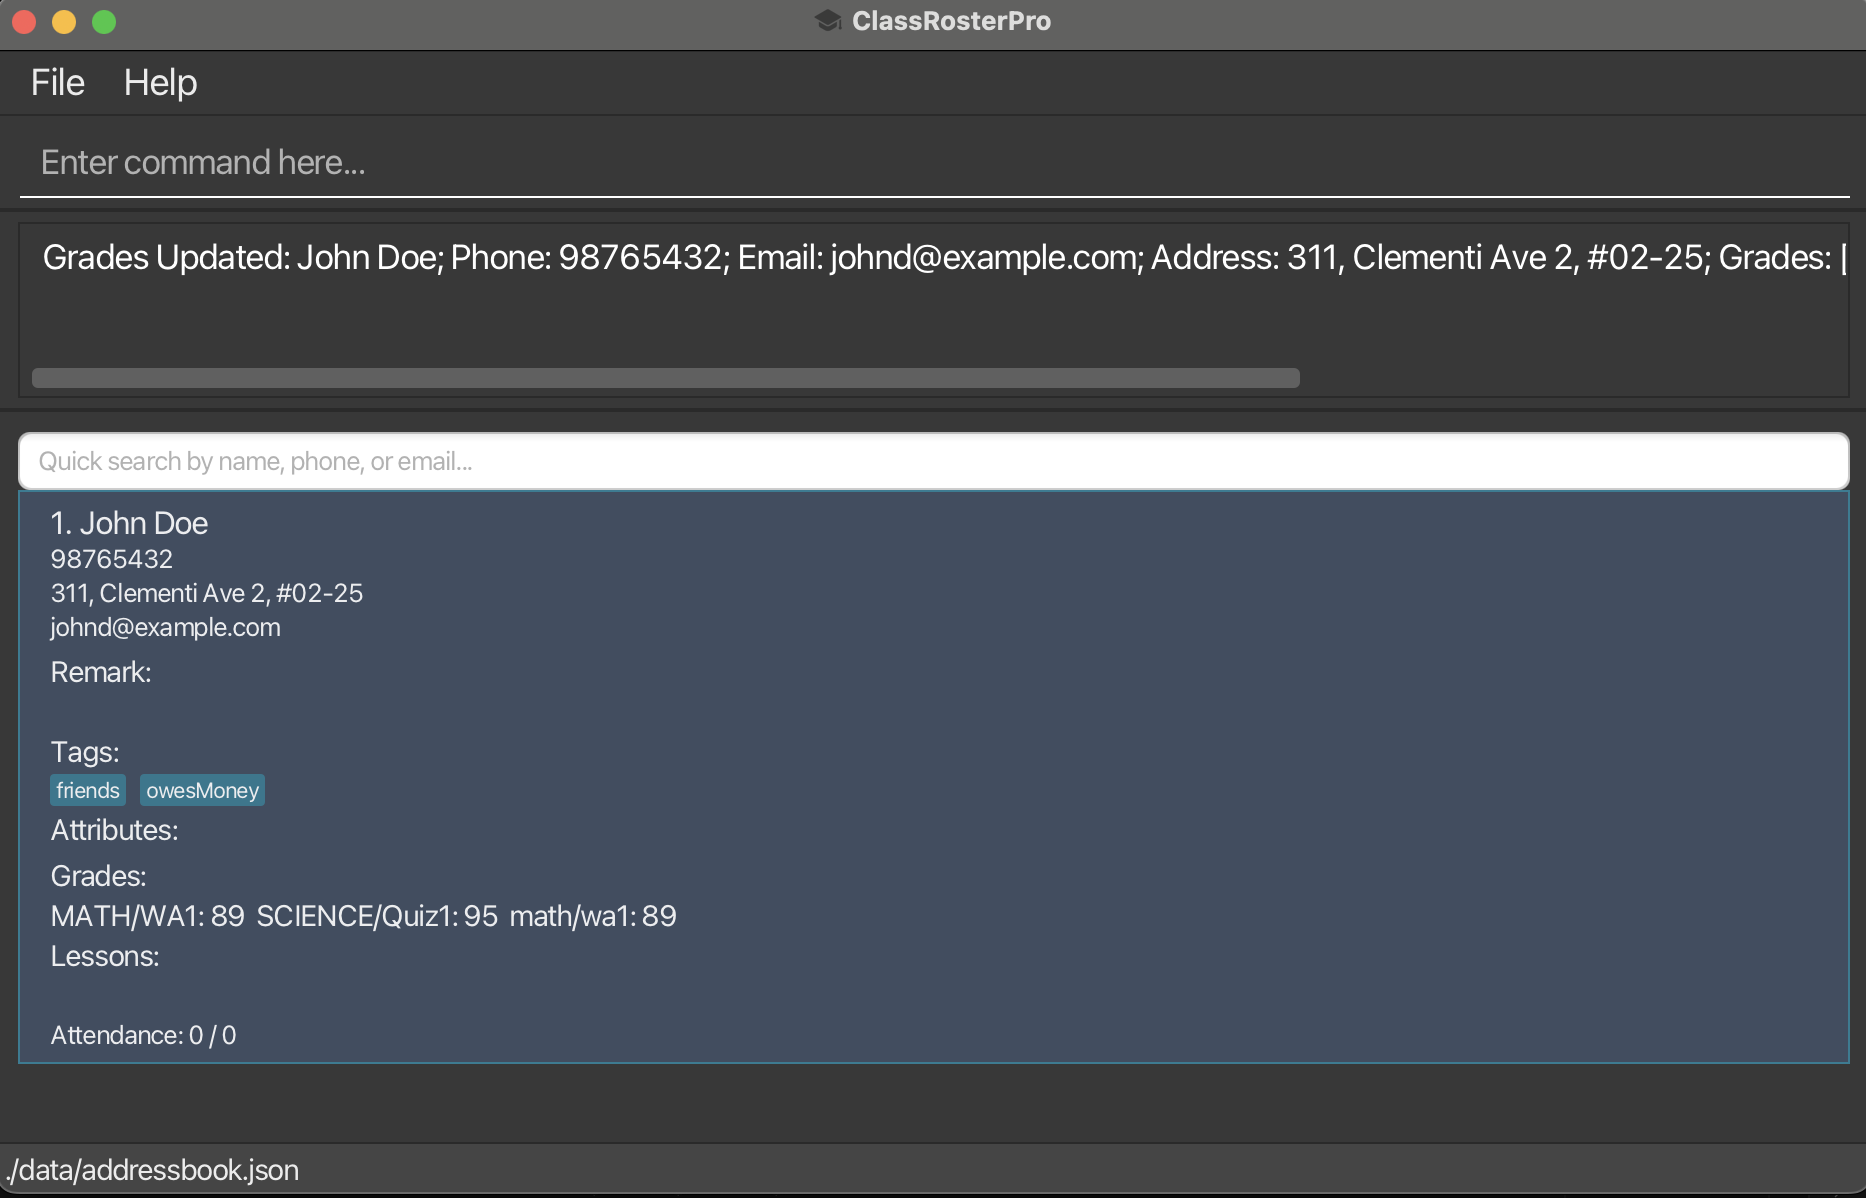 ClassRosterPro
File Help
Enter command here...
Grades Updated: John Doe; Phone: 98765432; Email: johnd@example.com; Address: 311, Clementi Ave 2, #02-25; Grades: [
Quick search by name, phone, or email...
1. John Doe
98765432
311, Clementi Ave 2, #02-25
johnd@example.com
Remark:
Tags:
friends owesMoney
Attributes:
Grades:
MATH/WA1: 89 SCIENCE/Quiz1: 95 math/wa1: 89
Lessons:
Attendance: 0 / 0
./data/addressbook.json